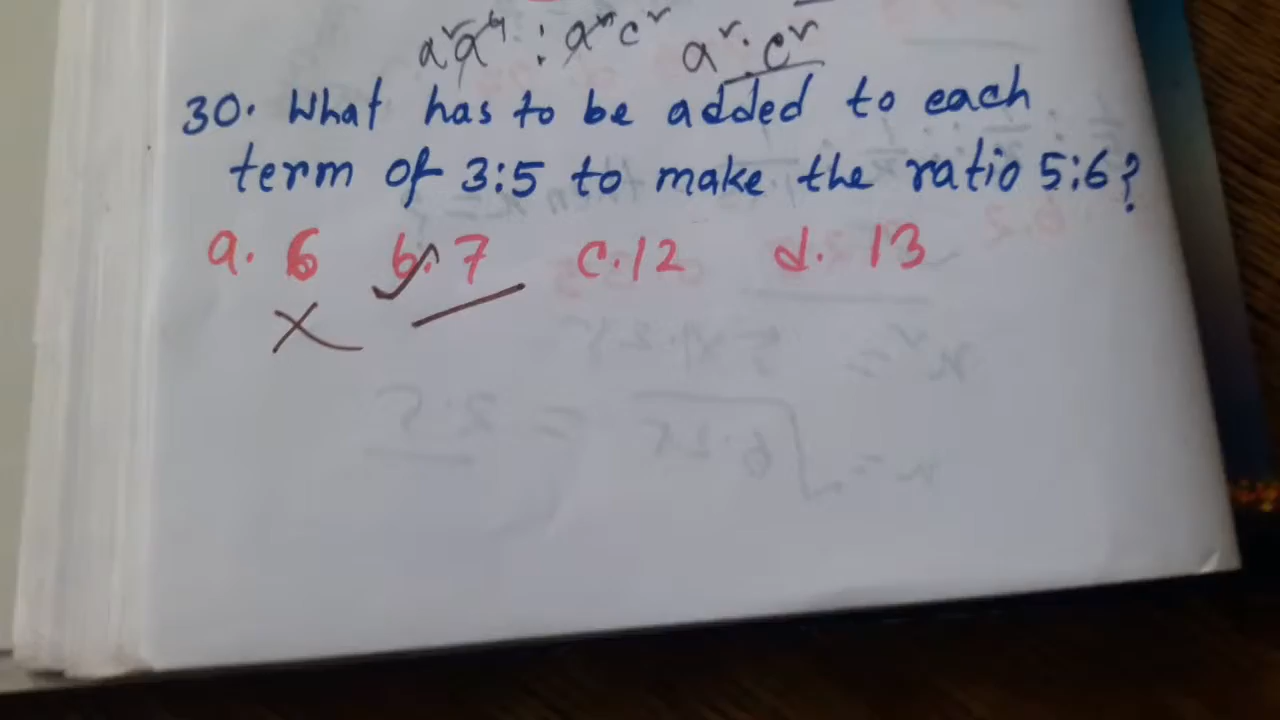 a^r a^4 : a^n c^r a^r . c^r
30. What has to be added to each
term of 3:5 to make the ratio 5:6?
a. 6 b. 7 c. 12 d. 13